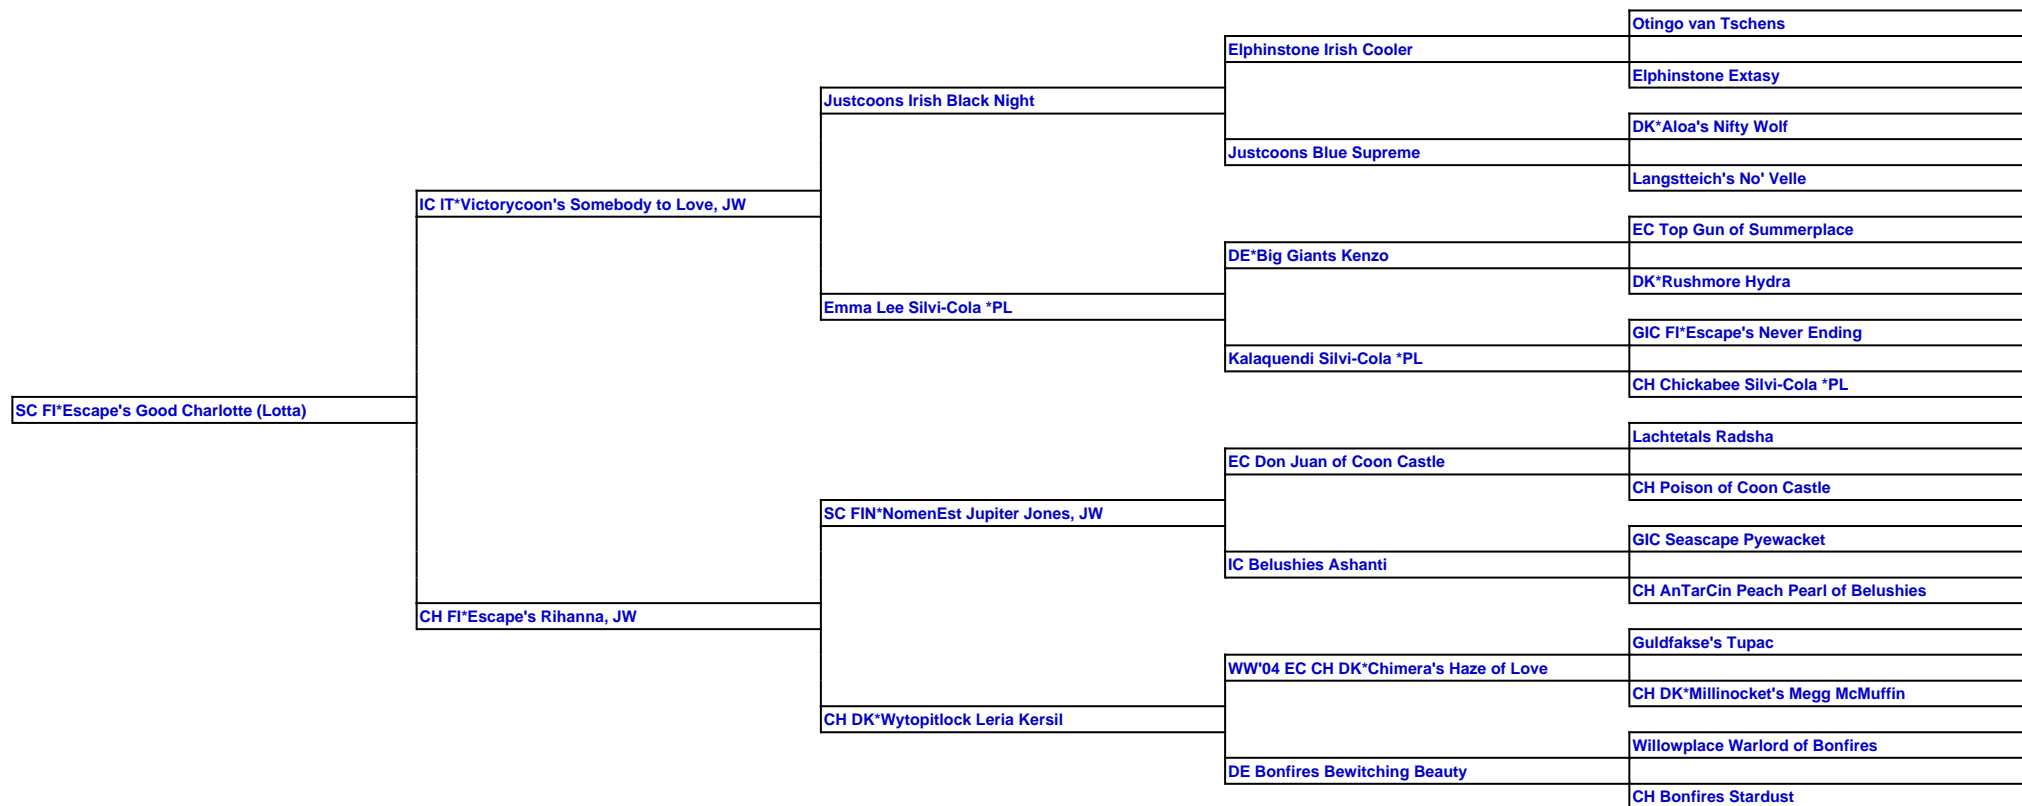 Otingo van Tschens
Elphinstone Irish Cooler
Elphinstone Extasy
Justcoons Irish Black Night
DK*Aloa's Nifty Wolf
Justcoons Blue Supreme
Langstteich's No' Velle
IC IT*Victorycoon's Somebody to Love, JW
EC Top Gun of Summerplace
DE*Big Giants Kenzo
DK*Rushmore Hydra
Emma Lee Silvi-Cola *PL
GIC FI*Escape's Never Ending
Kalaquendi Silvi-Cola *PL
CH Chickabee Silvi-Cola *PL
SC FI*Escape's Good Charlotte (Lotta)
Lachtetals Radsha
EC Don Juan of Coon Castle
CH Poison of Coon Castle
SC FIN*NomenEst Jupiter Jones, JW
GIC Seascape Pyewacket
IC Belushies Ashanti
CH AnTarCin Peach Pearl of Belushies
CH FI*Escape's Rihanna, JW
Guldfakse's Tupac
WW'04 EC CH DK*Chimera's Haze of Love
CH DK*Millinocket's Megg McMuffin
CH DK*Wytopitlock Leria Kersil
Willowplace Warlord of Bonfires
DE Bonfires Bewitching Beauty
CH Bonfires Stardust